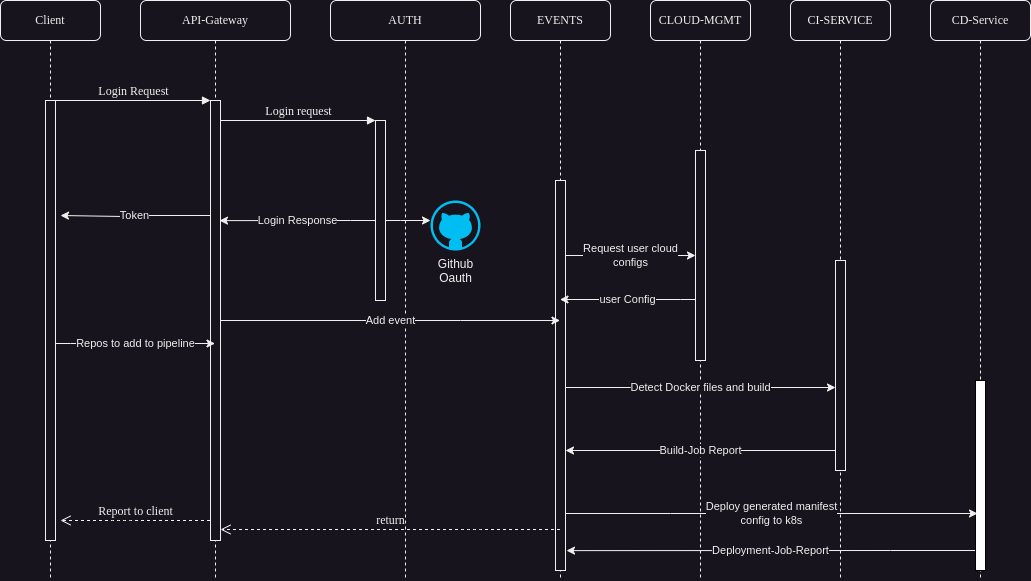 Client
API-Gateway
AUTH
EVENTS
CLOUD-MGMT
CI-SERVICE
CD-Service
Login Request
Login request
Token
Login Response
Github
Oauth
Request user cloud
configs
user Config
Add event
Repos to add to pipeline
Detect Docker files and build
Build-Job Report
Report to client
return
Deploy generated manifest
config to k8s
Deployment-Job-Report